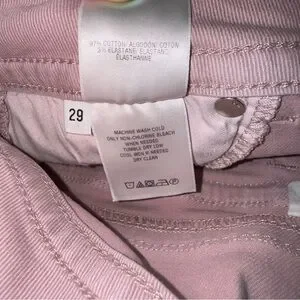 97% COTTON/ ALGODÓN/ COTON
3% ELASTANE/ ELASTANO/
ELASTHANNE
29
MACHINE WASH COLD
ONLY NON-CHLORINE BLEACH
WHEN NEEDED
TUMBLE DRY LOW
COOL IRON IF NEEDED
DRY CLEAN